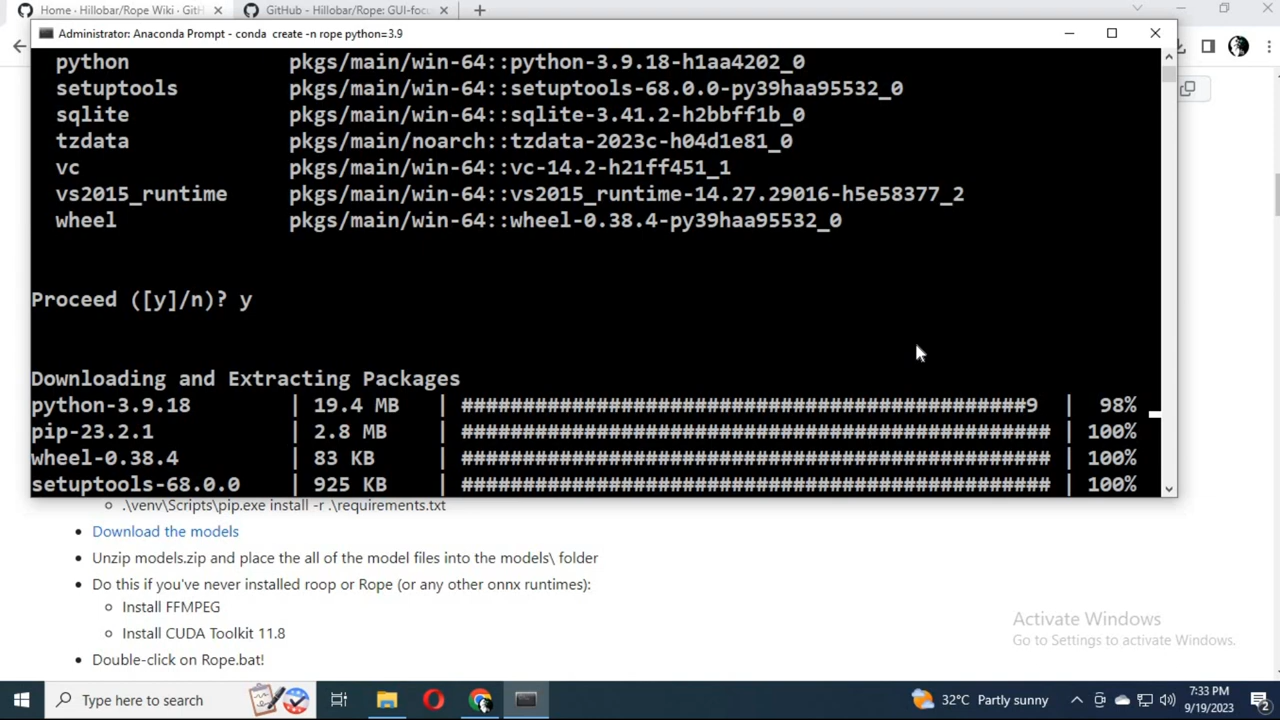 Home · Hillobar/Rope Wiki · GitH
GitHub - Hillobar/Rope: GUI-foc
Administrator: Anaconda Prompt - conda create -n rope python=3.9
python pkgs/main/win-64::python-3.9.18-h1aa4202_0
setuptools pkgs/main/win-64::setuptools-68.0.0-py39haa95532_0
sqlite pkgs/main/win-64::sqlite-3.41.2-h2bbff1b_0
tzdata pkgs/main/noarch::tzdata-2023c-h04d1e81_0
vc pkgs/main/win-64::vc-14.2-h21ff451_1
vs2015_runtime pkgs/main/win-64::vs2015_runtime-14.27.29016-h5e58377_2
wheel pkgs/main/win-64::wheel-0.38.4-py39haa95532_0
Proceed ([y]/n)? y
Downloading and Extracting Packages
python-3.9.18 | 19.4 MB | ##############################################9 | 98%
pip-23.2.1 | 2.8 MB | ################################################ | 100%
wheel-0.38.4 | 83 KB | ################################################ | 100%
setuptools-68.0.0 | 925 KB | ################################################ | 100%
.\venv\Scripts\pip.exe install -r .\requirements.txt
Download the models
Unzip models.zip and place the all of the model files into the models\ folder
Do this if you've never installed roop or Rope (or any other onnx runtimes):
Install FFMPEG
Install CUDA Toolkit 11.8
Double-click on Rope.bat!
Activate Windows
Go to Settings to activate Windows.
Type here to search
32°C Partly sunny
7:33 PM
9/19/2023
2